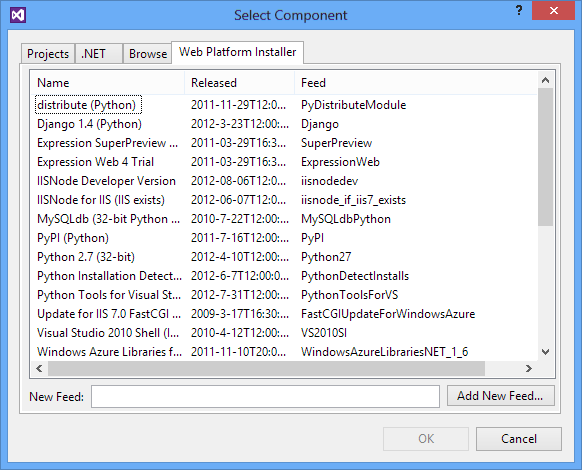 Select Component
?
Projects .NET Browse Web Platform Installer
Name Released Feed
distribute (Python) 2011-11-29T12:0... PyDistributeModule
Django 1.4 (Python) 2012-3-23T12:00:... Django
Expression SuperPreview ... 2011-03-29T16:3... SuperPreview
Expression Web 4 Trial 2011-03-29T16:3... ExpressionWeb
IISNode Developer Version 2012-08-06T12:0... iisnodedev
IISNode for IIS (IIS exists) 2012-06-07T12:0... iisnode_if_iis7_exists
MySQLdb (32-bit Python ... 2010-7-22T12:00:... MySQLdbPython
PyPI (Python) 2011-7-16T12:00:... PyPI
Python 2.7 (32-bit) 2012-4-10T12:00:... Python27
Python Installation Detect... 2012-6-7T12:00:0... PythonDetectInstalls
Python Tools for Visual St... 2012-7-31T12:00:... PythonToolsForVS
Update for IIS 7.0 FastCGI ... 2009-3-17T16:30:... FastCGIUpdateForWindowsAzure
Visual Studio 2010 Shell (I... 2010-4-12T12:00:... VS2010SI
Windows Azure Libraries f... 2011-11-10T20:0... WindowsAzureLibrariesNET_1_6
New Feed: Add New Feed...
OK Cancel